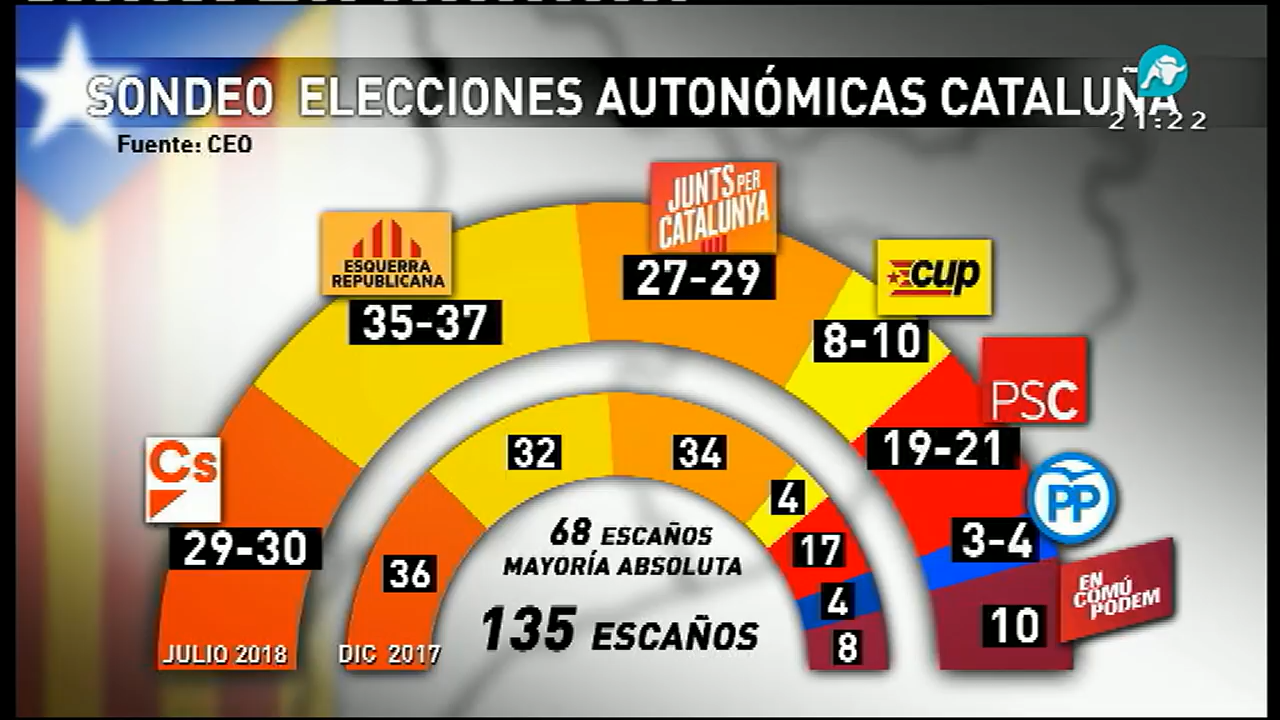 SONDEO ELECCIONES AUTONÓMICAS CATALUÑA
21:22
Fuente: CEO
JUNTS PER
CATALUNYA
27-29
ESQUERRA
REPUBLICANA
35-37
cup
8-10
PSC
19-21
Cs
29-30
PP
3-4
EN
COMÚ
PODEM
10
32
34
4
36
17
4
8
68 ESCAÑOS
MAYORÍA ABSOLUTA
135 ESCAÑOS
JULIO 2018
DIC 2017